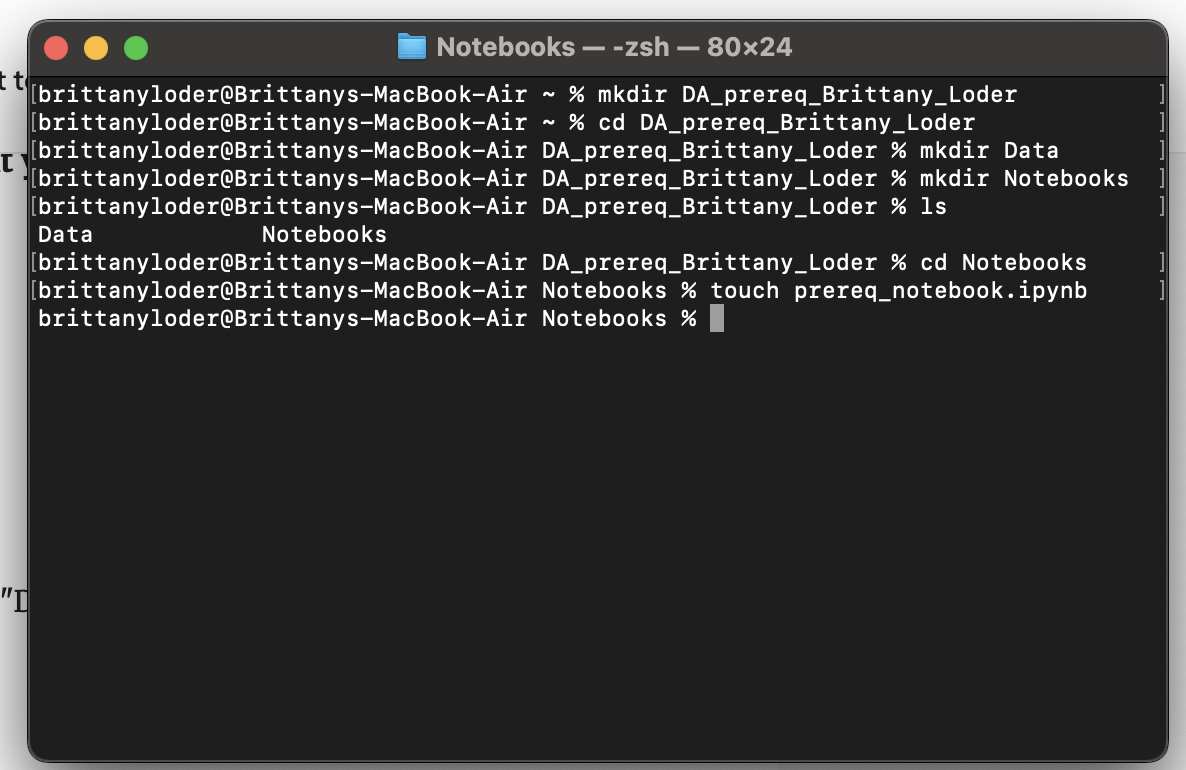 Notebooks — -zsh — 80×24
[brittanyloder@Brittanys-MacBook-Air ~ % mkdir DA_prereq_Brittany_Loder ]
[brittanyloder@Brittanys-MacBook-Air ~ % cd DA_prereq_Brittany_Loder ]
[brittanyloder@Brittanys-MacBook-Air DA_prereq_Brittany_Loder % mkdir Data ]
[brittanyloder@Brittanys-MacBook-Air DA_prereq_Brittany_Loder % mkdir Notebooks ]
[brittanyloder@Brittanys-MacBook-Air DA_prereq_Brittany_Loder % ls ]
Data Notebooks
[brittanyloder@Brittanys-MacBook-Air DA_prereq_Brittany_Loder % cd Notebooks ]
[brittanyloder@Brittanys-MacBook-Air Notebooks % touch prereq_notebook.ipynb ]
brittanyloder@Brittanys-MacBook-Air Notebooks %